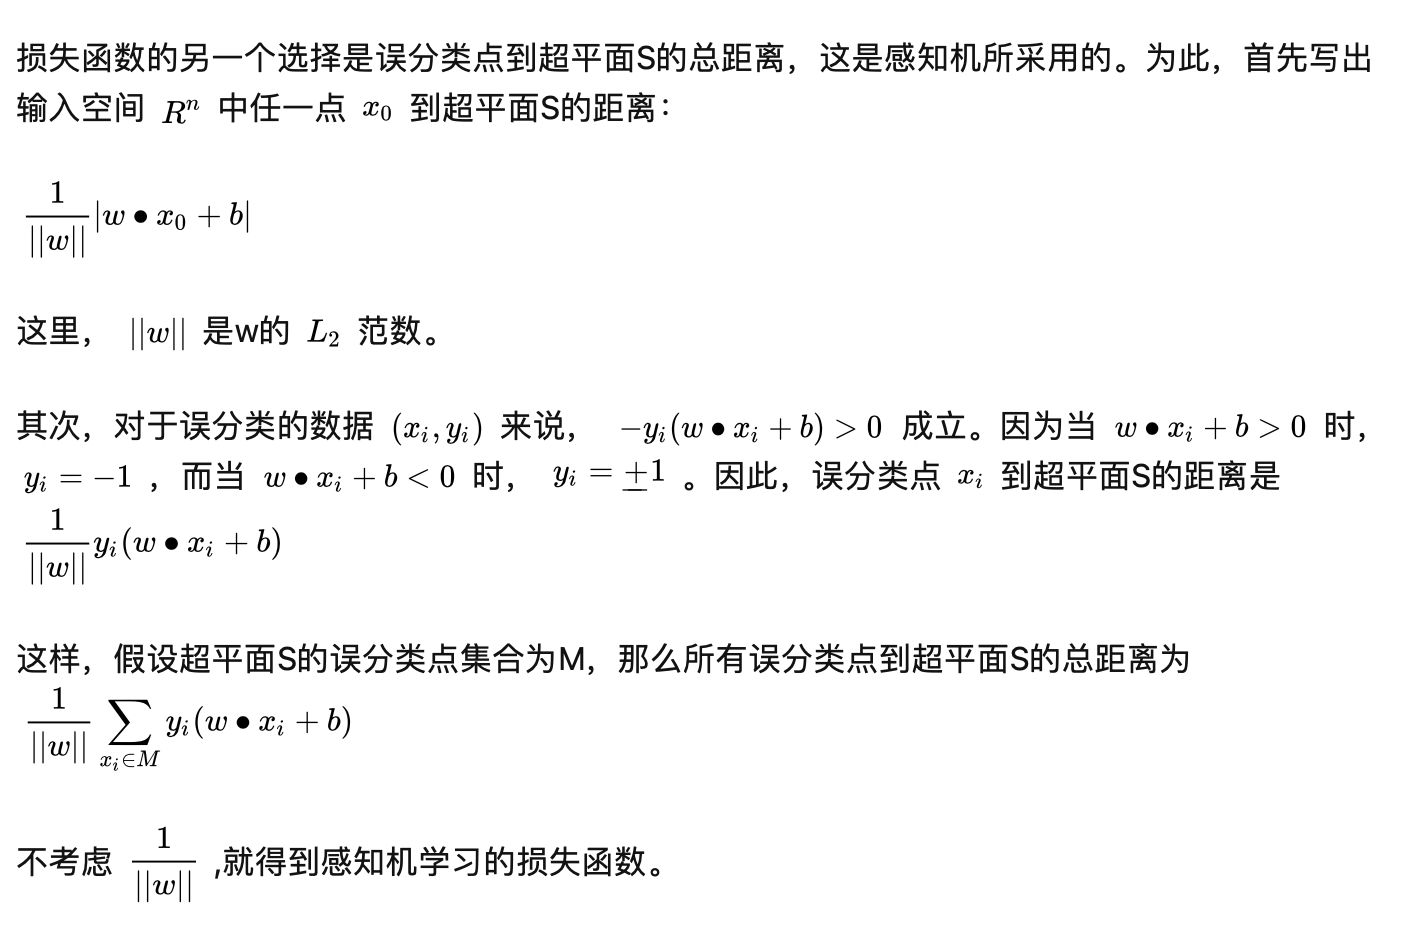 损失函数的另一个选择是误分类点到超平面S的总距离，这是感知机所采用的。为此，首先写出
输入空间 $R^n$ 中任一点 $x_0$ 到超平面S的距离：
$\frac{1}{||w||}|w \bullet x_0 + b|$
这里， $||w||$ 是w的 $L_2$ 范数。
其次，对于误分类的数据 $(x_i, y_i)$ 来说， $-y_i(w \bullet x_i + b) > 0$ 成立。因为当 $w \bullet x_i + b > 0$ 时，
$y_i = -1$ ，而当 $w \bullet x_i + b < 0$ 时， $y_i = \underline{+}1$ 。因此，误分类点 $x_i$ 到超平面S的距离是
$\frac{1}{||w||}y_i(w \bullet x_i + b)$
这样，假设超平面S的误分类点集合为M，那么所有误分类点到超平面S的总距离为
$\frac{1}{||w||}\sum_{x_i \in M} y_i(w \bullet x_i + b)$
不考虑 $\frac{1}{||w||}$ ,就得到感知机学习的损失函数。